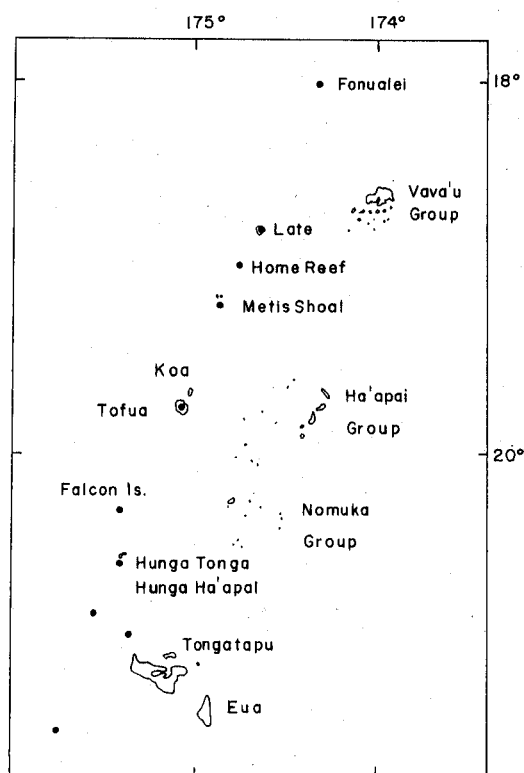 175° 174°
Fonualei
18°
Vava'u
Group
Late
Home Reef
Metis Shoal
Koa
Tofua
Ha'apai
Group
20°
Falcon Is.
Nomuka
Group
Hunga Tonga
Hunga Ha'apai
Tongatapu
Eua